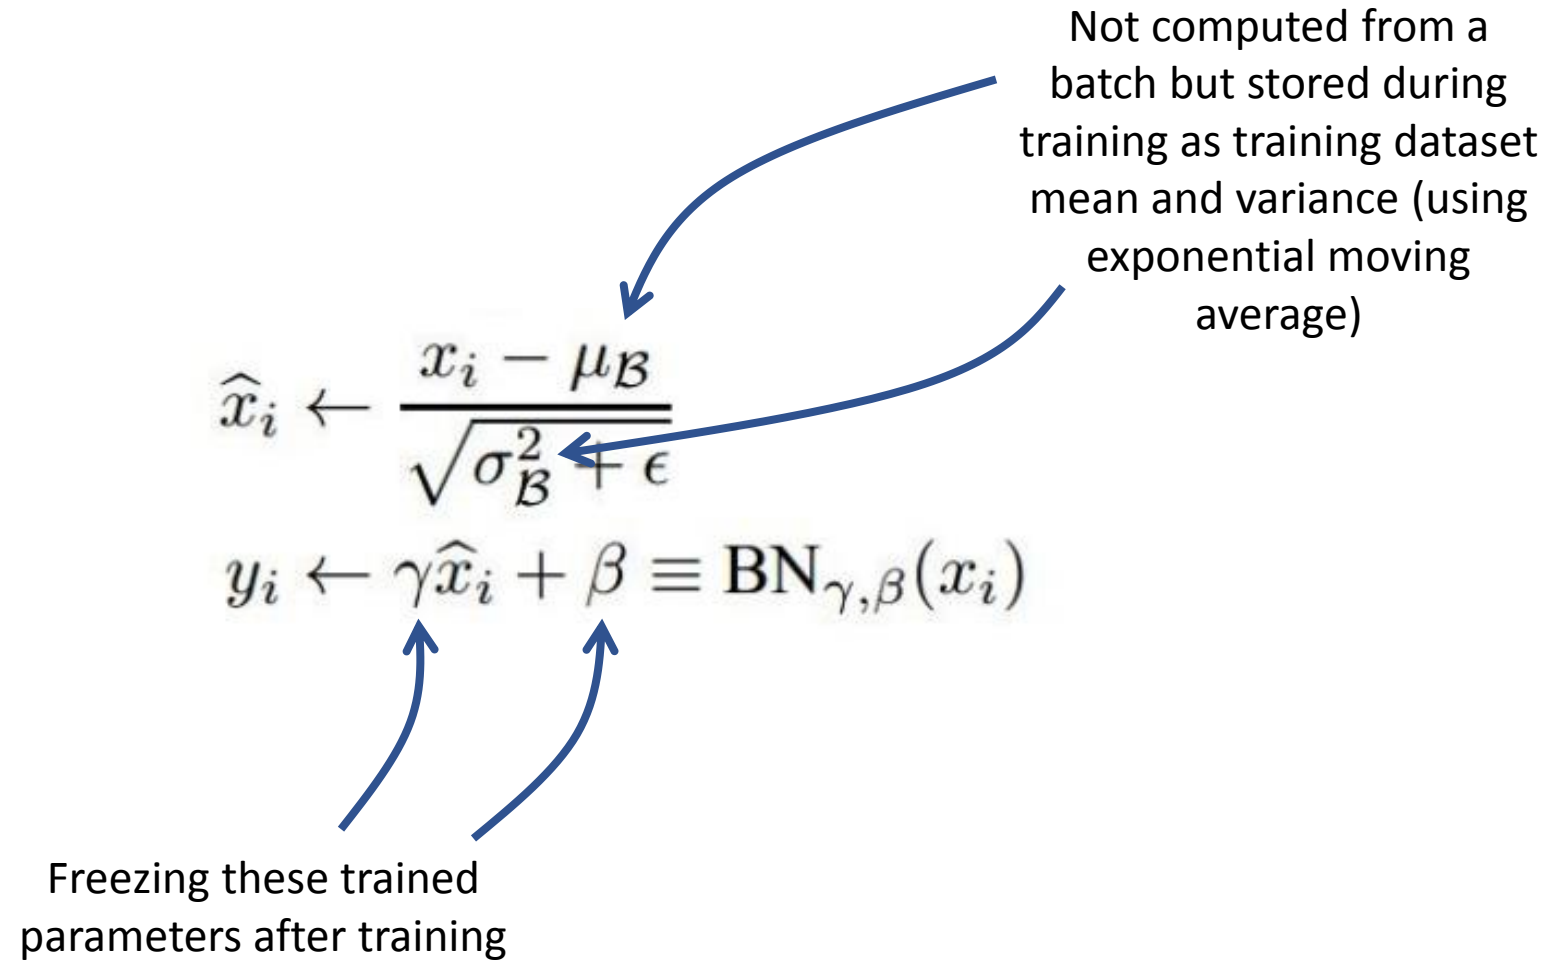 Not computed from a
batch but stored during
training as training dataset
mean and variance (using
exponential moving
average)
x̂ᵢ ← (xᵢ − μ_ℬ) / √(σ²_ℬ + ϵ)
yᵢ ← γx̂ᵢ + β ≡ BN_γ,β(xᵢ)
Freezing these trained
parameters after training